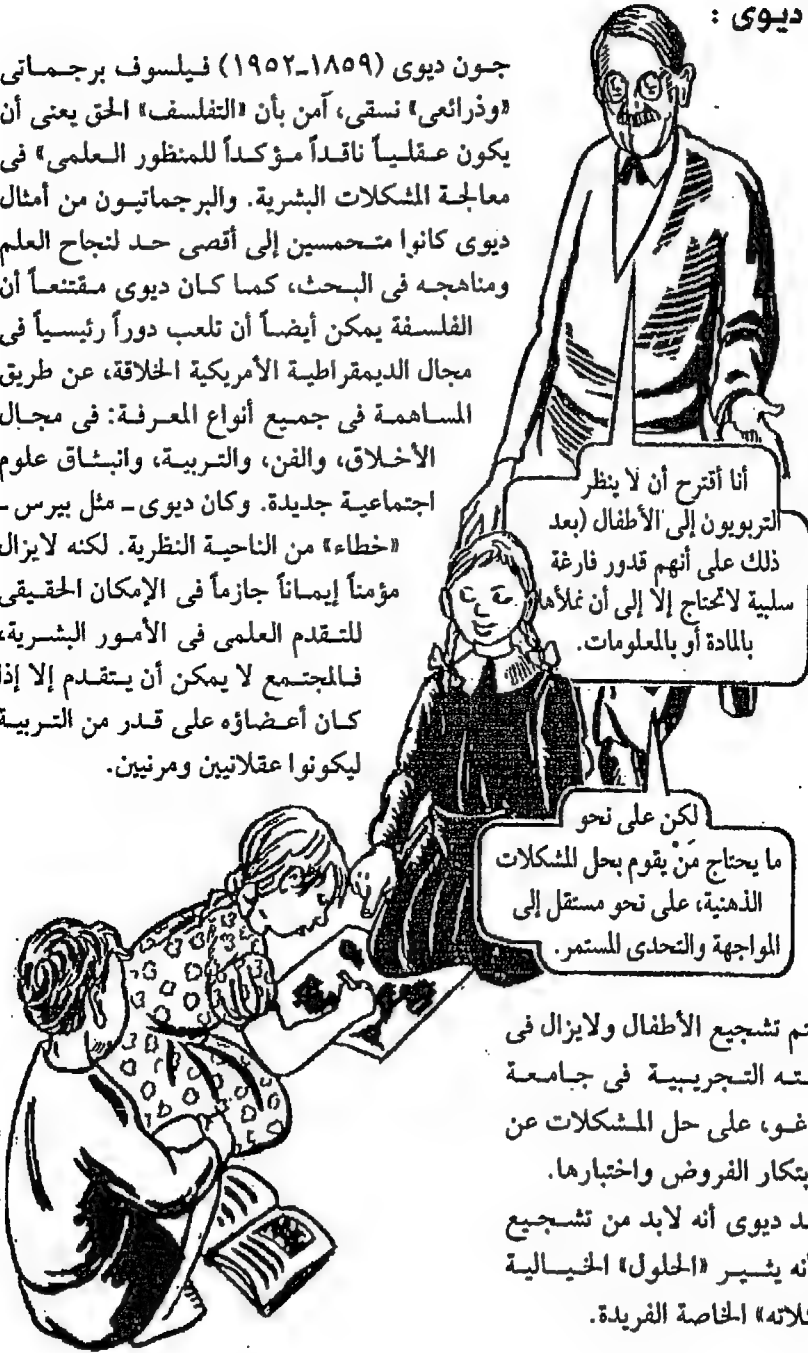 ديوى :
جون ديوى (١٨٥٩ـ١٩٥٢) فيلسوف برجماتى
«وذرائعى» نسقى، آمن بأن «التفلسف» الحق يعنى أن
يكون عقلياً ناقداً مؤكداً للمنظور العلمى» فى
معالجة المشكلات البشرية. والبرجماتيون من أمثال
ديوى كانوا متحمسين إلى أقصى حد لنجاح العلم
ومناهجه فى البحث، كما كان ديوى مقتنعاً أن
الفلسفة يمكن أيضاً أن تلعب دوراً رئيسياً فى
مجال الديمقراطية الأمريكية الخلاقة، عن طريق
المساهمة فى جميع أنواع المعرفة: فى مجال
الأخلاق، والفن، والتربية، وانبثاق علوم
اجتماعية جديدة. وكان ديوى ـ مثل بيرس ـ
«خطاء» من الناحية النظرية. لكنه لايزال
مؤمناً إيماناً جازماً فى الإمكان الحقيقى
للتقدم العلمى فى الأمور البشرية،
فالمجتمع لا يمكن أن يتقدم إلا إذا
كان أعضاؤه على قدر من التربية
ليكونوا عقلانيين ومرنيين.
أنا أقترح أن لا ينظر
التربويون إلى الأطفال (بعد
ذلك على أنهم قدور فارغة
سلبية لاتحتاج إلا إلى أن نملأها
بالمادة أو بالمعلومات.
لكن على نحو
ما يحتاج مَنْ يقوم بحل المشكلات
الذهنية، على نحو مستقل إلى
المواجهة والتحدى المستمر.
تم تشجيع الأطفال ولايزال فى
ـته التجريبية فى جامعة
غو، على حل المشكلات عن
بتكار الفروض واختبارها.
ـد ديوى أنه لابد من تشجيع
نه يثير «الحلول» الخيالية
كلاته» الخاصة الفريدة.